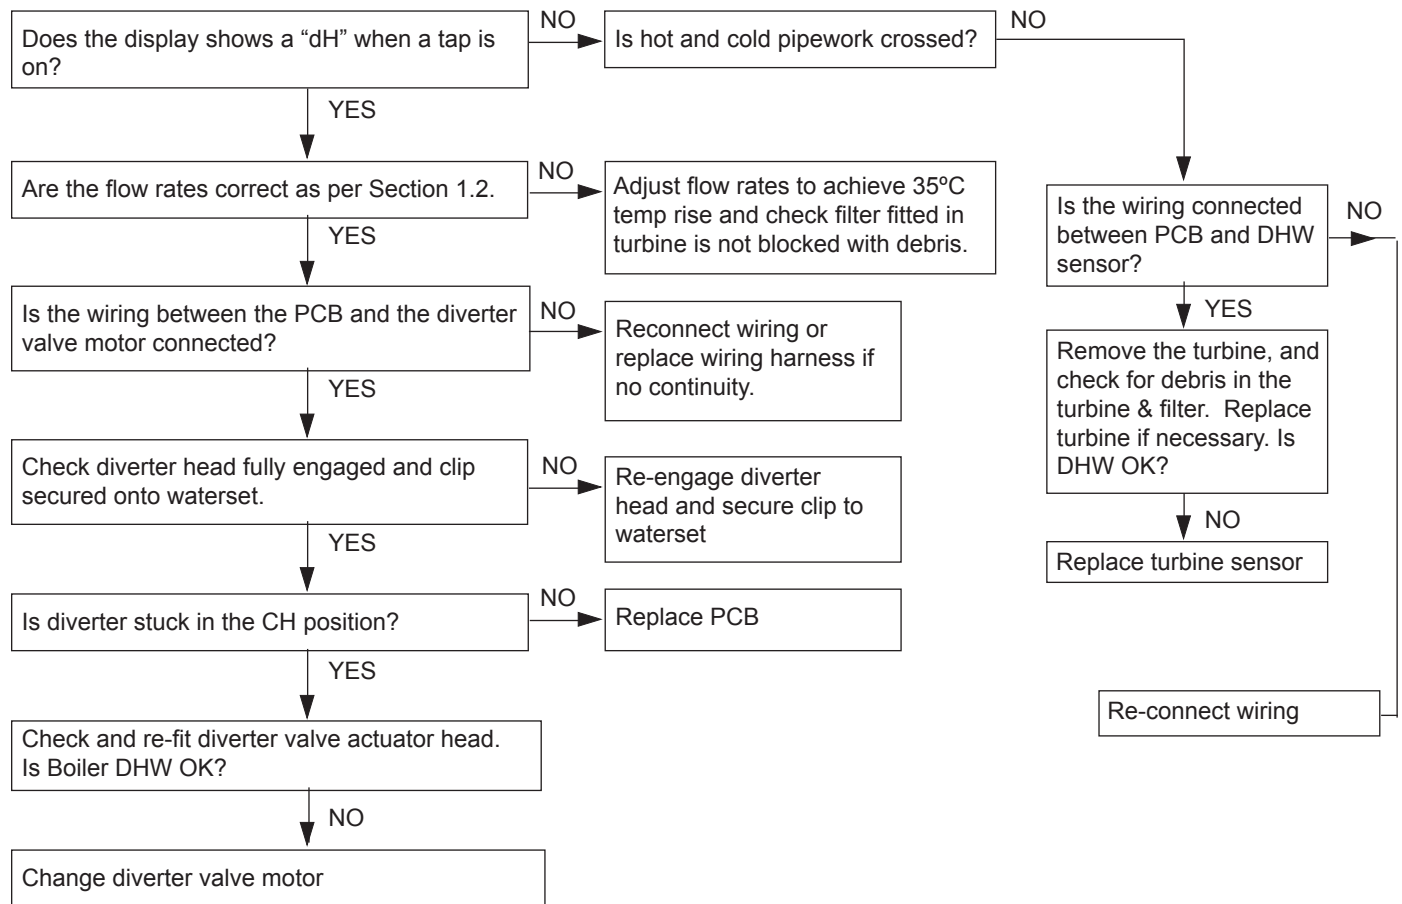 Does the display shows a “dH” when a tap is
on?
NO
Is hot and cold pipework crossed?
NO
YES
Are the flow rates correct as per Section 1.2.
NO
Adjust flow rates to achieve 35ºC
temp rise and check filter fitted in
turbine is not blocked with debris.
Is the wiring connected
between PCB and DHW
sensor?
NO
YES
Is the wiring between the PCB and the diverter
valve motor connected?
NO
Reconnect wiring or
replace wiring harness if
no continuity.
YES
Remove the turbine, and
check for debris in the
turbine & filter.  Replace
turbine if necessary. Is
DHW OK?
YES
Check diverter head fully engaged and clip
secured onto waterset.
NO
Re-engage diverter
head and secure clip to
waterset
NO
Replace turbine sensor
YES
Is diverter stuck in the CH position?
NO
Replace PCB
YES
Re-connect wiring
Check and re-fit diverter valve actuator head.
Is Boiler DHW OK?
NO
Change diverter valve motor